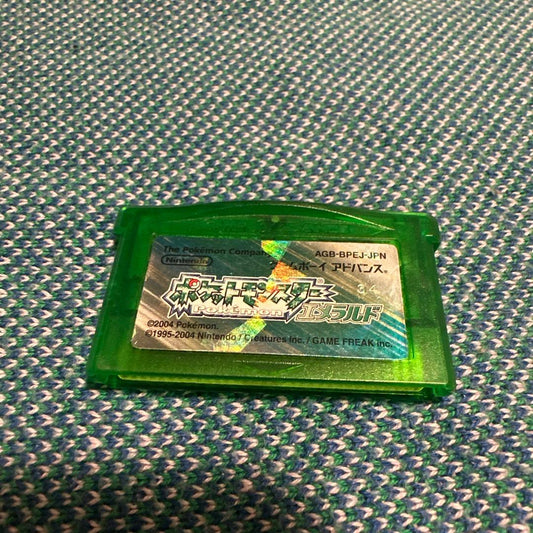 The Pokémon Company
AGB-BPEJ-JPN
Nintendo
ゲームボーイ アドバンス®
34
ポケットモンスター
POKéMON
エメラルド
©2004 Pokémon.
©1995-2004 Nintendo / Creatures inc. / GAME FREAK inc.